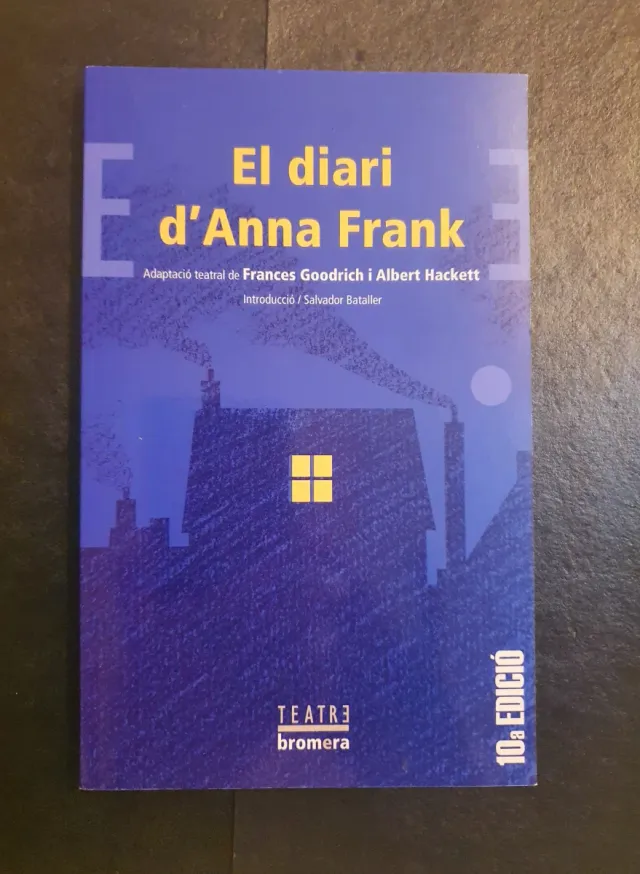 El diari
d'Anna Frank
Adaptació teatral de Frances Goodrich i Albert Hackett
Introducció / Salvador Bataller
E
E
TEATRE
bromera
10a EDICIÓ